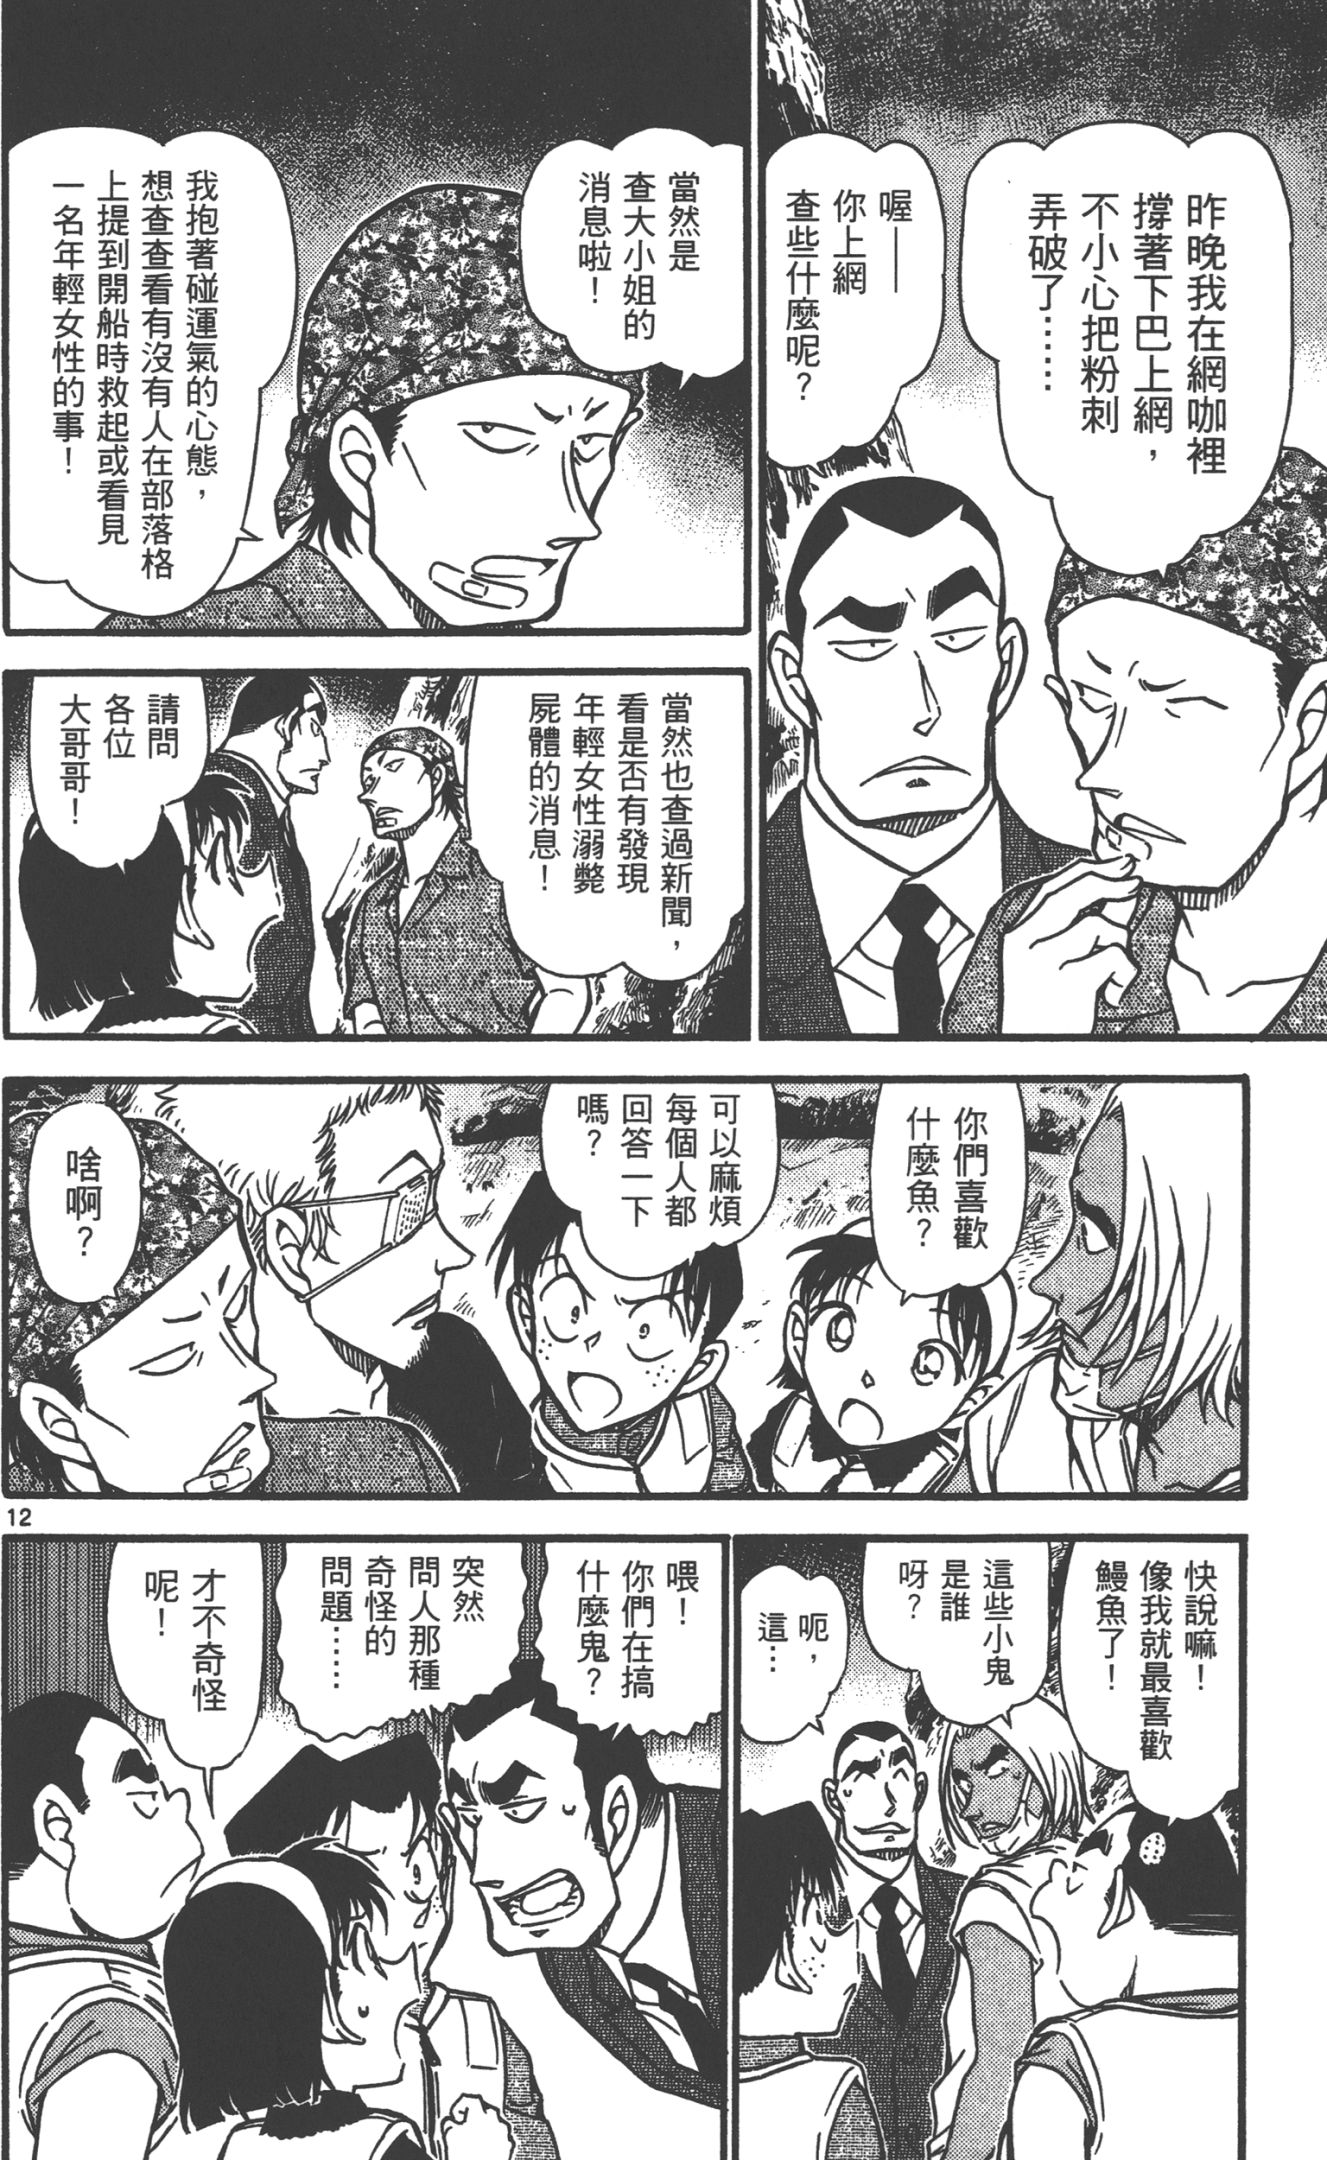 昨晚我在網咖裡
撐著下巴上網，
不小心把粉刺
弄破了……
喔——
你上網
查些什麼呢？
當然是
查大小姐的
消息啦！
我抱著碰運氣的心態，
想查查看有沒有人在部落格
上提到開船時救起或看見
一名年輕女性的事！
當然也查過新聞，
看是否有發現
年輕女性溺斃
屍體的消息！
請問
各位
大哥哥！
你們喜歡
什麼魚？
可以麻煩
每個人都
回答一下
嗎？
啥啊？
快說嘛！
像我就最喜歡
鰻魚了！
這些小鬼
是誰
呀？
呃，
這…
喂！
你們在搞
什麼鬼？
突然
問人那種
奇怪的
問題……
才不奇怪
呢！
12